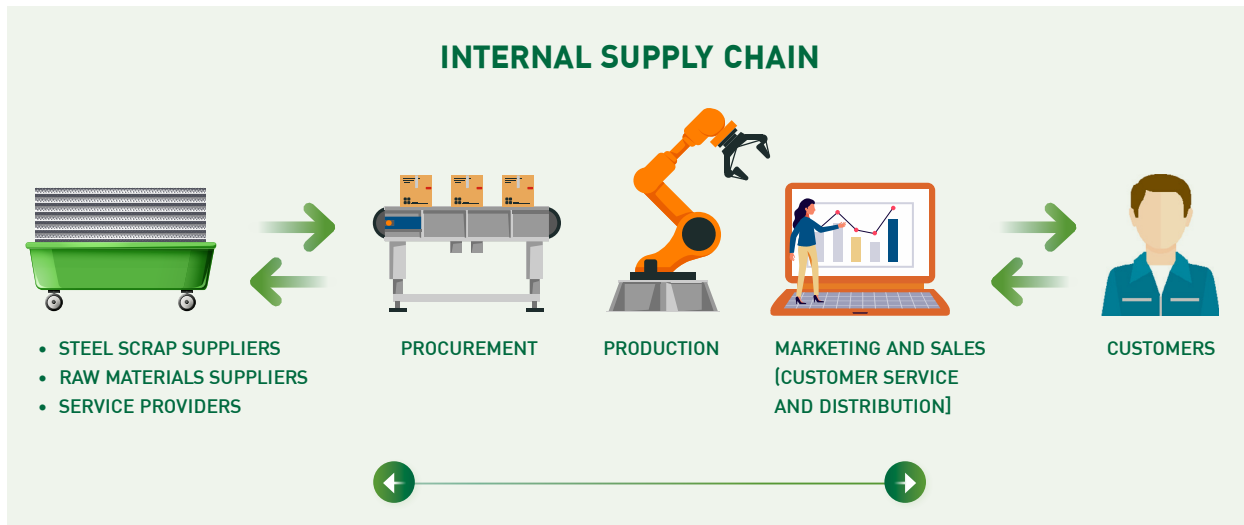 INTERNAL SUPPLY CHAIN
• STEEL SCRAP SUPPLIERS
• RAW MATERIALS SUPPLIERS
• SERVICE PROVIDERS
PROCUREMENT
PRODUCTION
MARKETING AND SALES
(CUSTOMER SERVICE
AND DISTRIBUTION]
CUSTOMERS